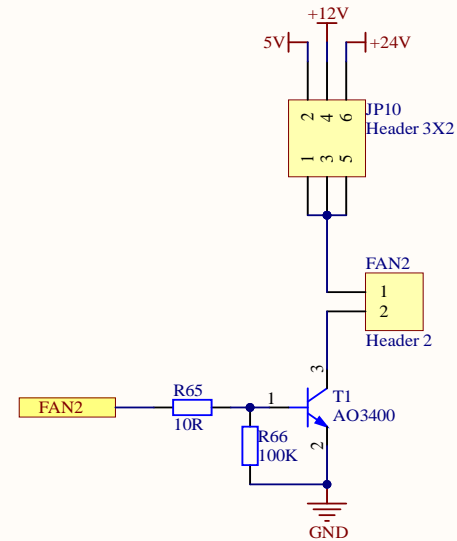 +12V
5V
+24V
2
4
6
JP10
Header 3X2
1
3
5
FAN2
1
2
Header 2
3
R65
T1
1
AO3400
FAN2
10R
R66
100K
2
GND